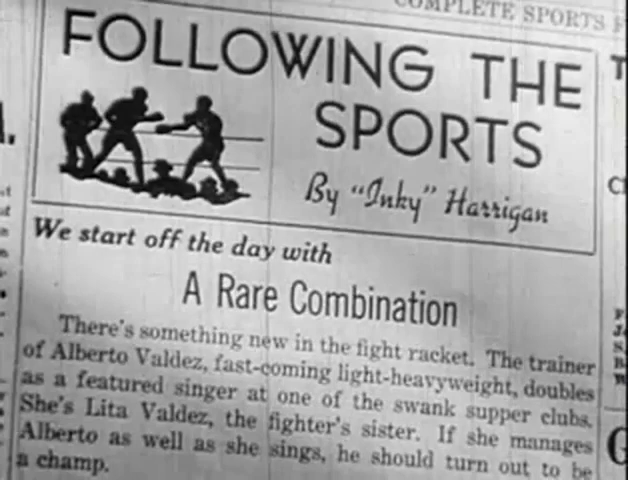 COMPLETE SPORTS
FOLLOWING THE
SPORTS
By "Inky" Harrigan
We start off the day with
A Rare Combination
There's something new in the fight racket. The trainer
of Alberto Valdez, fast-coming light-heavyweight, doubles
as a featured singer at one of the swank supper clubs.
She's Lita Valdez, the fighter's sister. If she manages
Alberto as well as she sings, he should turn out to be
a champ.